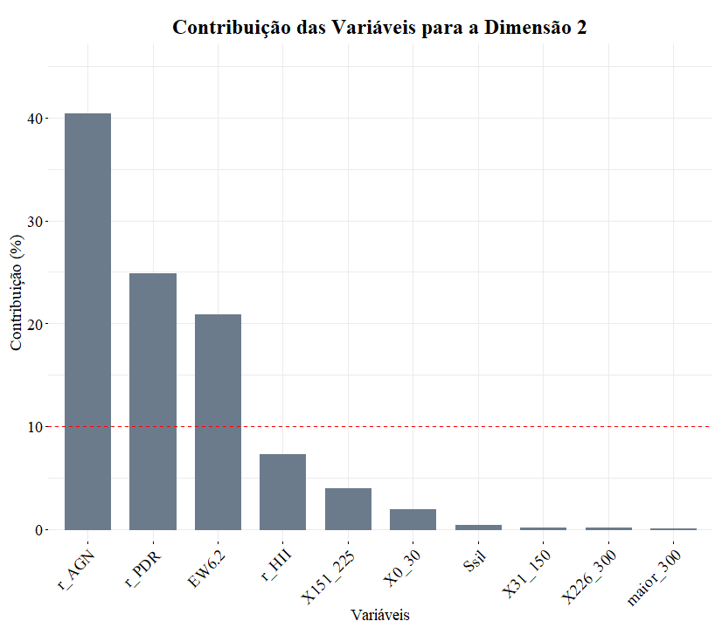 Contribuição das Variáveis para a Dimensão 2
Contribuição (%)
40
30
20
10
0
r_AGN
r_PDR
EW6.2
r_HII
X151_225
X0_30
Ssil
X31_150
X226_300
maior_300
Variáveis